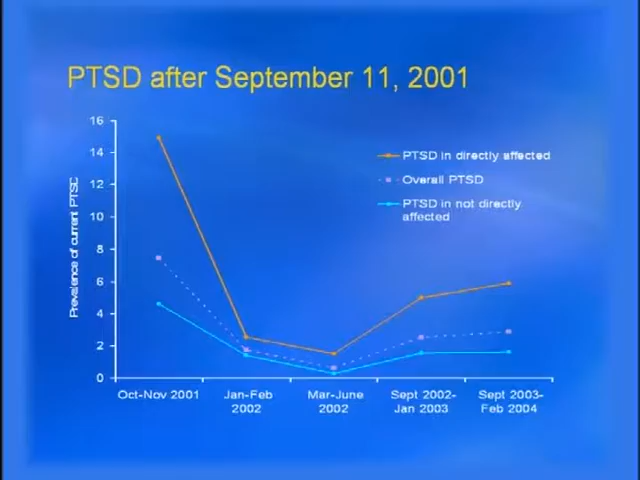 PTSD after September 11, 2001
16
14
12
10
8
6
4
2
0
Prevalence of current PTSD
PTSD in directly affected
Overall PTSD
PTSD in not directly
affected
Oct-Nov 2001
Jan-Feb
2002
Mar-June
2002
Sept 2002-
Jan 2003
Sept 2003-
Feb 2004